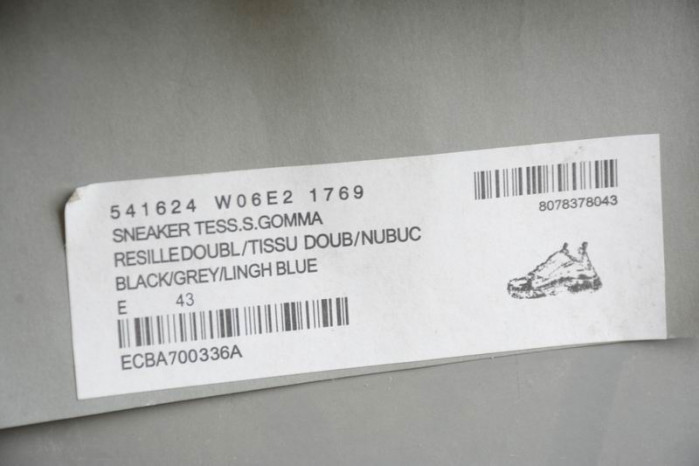 541624 W06E2 1769
SNEAKER TESS.S.GOMMA
RESILLEDOUBL/TISSU DOUB/NUBUC
BLACK/GREY/LINGH BLUE
E 43
ECBA700336A
8078378043